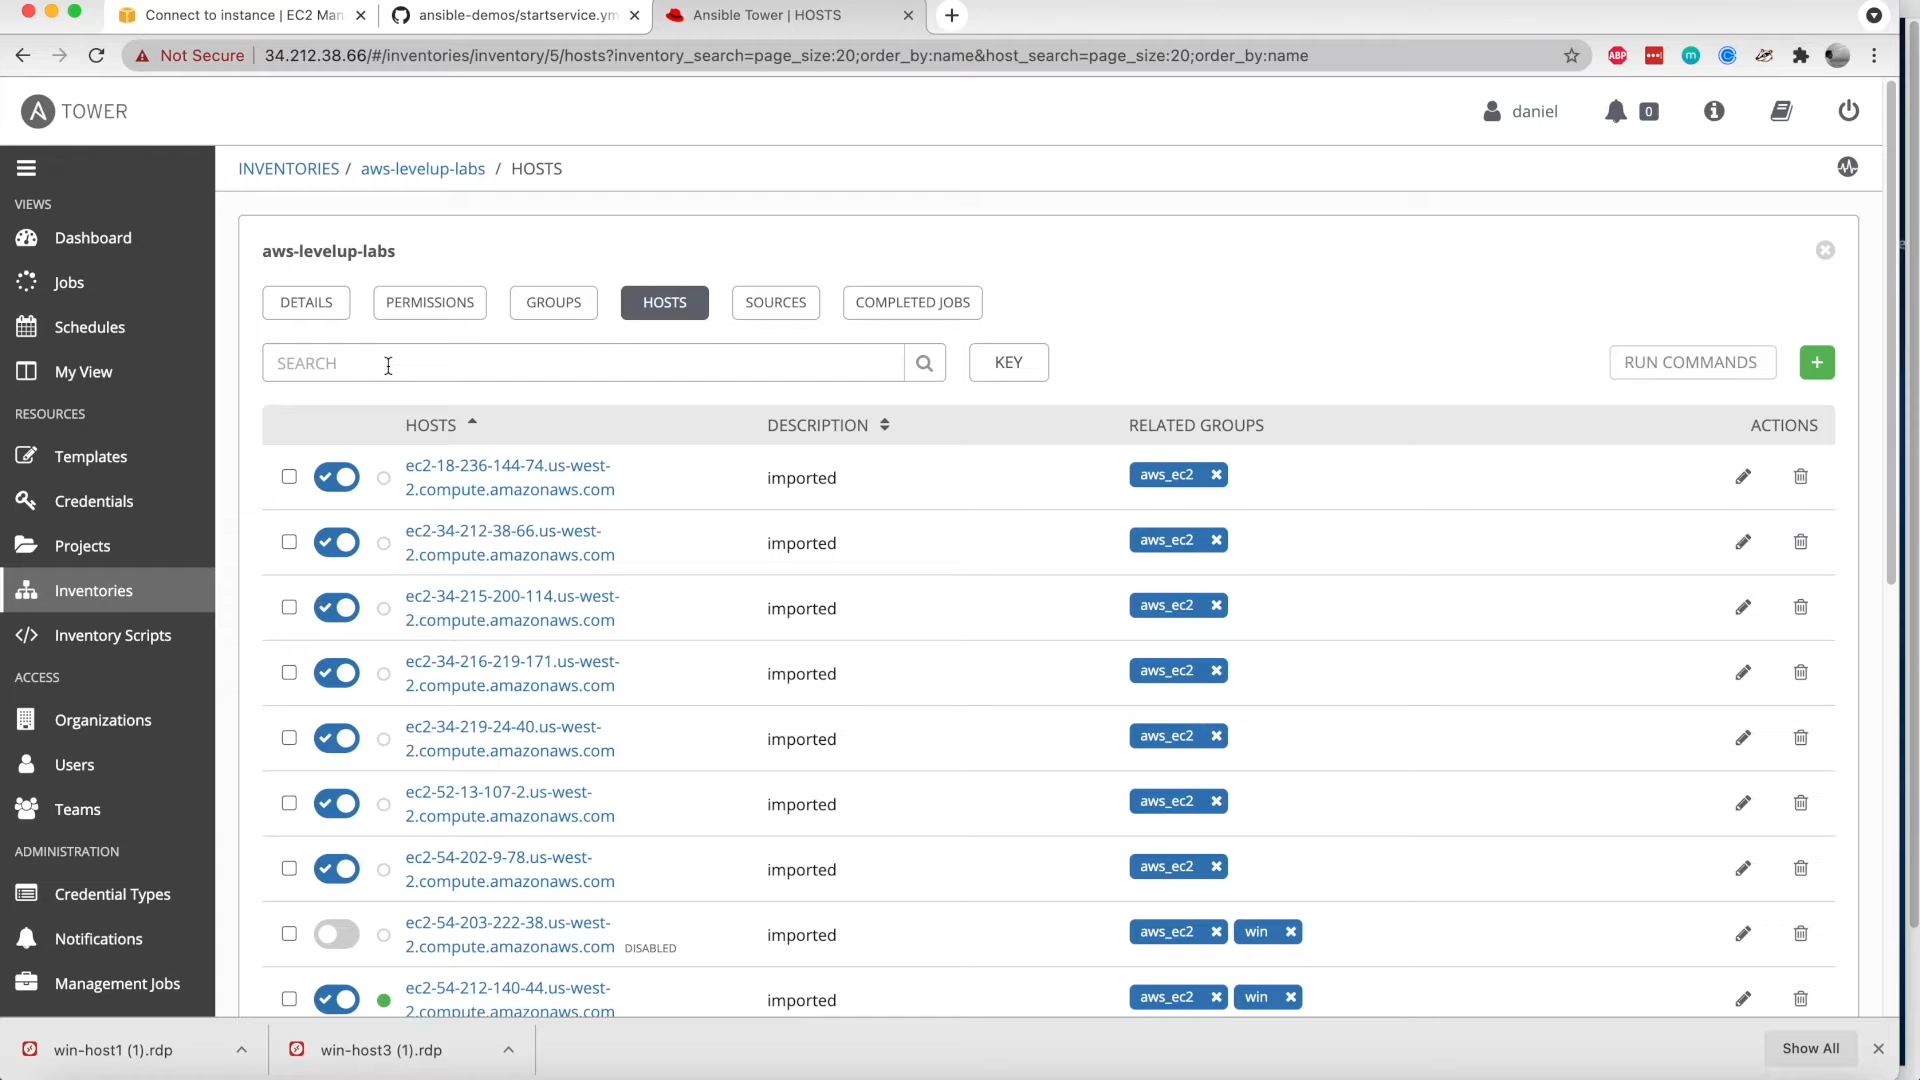 Connect to instance | EC2 Man
ansible-demos/startservice.ym
Ansible Tower | HOSTS
Not Secure
34.212.38.66/#/inventories/inventory/5/hosts?inventory_search=page_size:20;order_by:name&host_search=page_size:20;order_by:name
ABP
TOWER
daniel
0
INVENTORIES / aws-levelup-labs / HOSTS
VIEWS
Dashboard
Jobs
Schedules
My View
RESOURCES
Templates
Credentials
Projects
Inventories
Inventory Scripts
ACCESS
Organizations
Users
Teams
ADMINISTRATION
Credential Types
Notifications
Management Jobs
aws-levelup-labs
DETAILS
PERMISSIONS
GROUPS
HOSTS
SOURCES
COMPLETED JOBS
SEARCH
KEY
RUN COMMANDS
+
HOSTS
DESCRIPTION
RELATED GROUPS
ACTIONS
ec2-18-236-144-74.us-west-
2.compute.amazonaws.com
imported
aws_ec2
ec2-34-212-38-66.us-west-
2.compute.amazonaws.com
imported
aws_ec2
ec2-34-215-200-114.us-west-
2.compute.amazonaws.com
imported
aws_ec2
ec2-34-216-219-171.us-west-
2.compute.amazonaws.com
imported
aws_ec2
ec2-34-219-24-40.us-west-
2.compute.amazonaws.com
imported
aws_ec2
ec2-52-13-107-2.us-west-
2.compute.amazonaws.com
imported
aws_ec2
ec2-54-202-9-78.us-west-
2.compute.amazonaws.com
imported
aws_ec2
ec2-54-203-222-38.us-west-
2.compute.amazonaws.com DISABLED
imported
aws_ec2
win
ec2-54-212-140-44.us-west-
2.compute.amazonaws.com
imported
aws_ec2
win
win-host1 (1).rdp
win-host3 (1).rdp
Show All